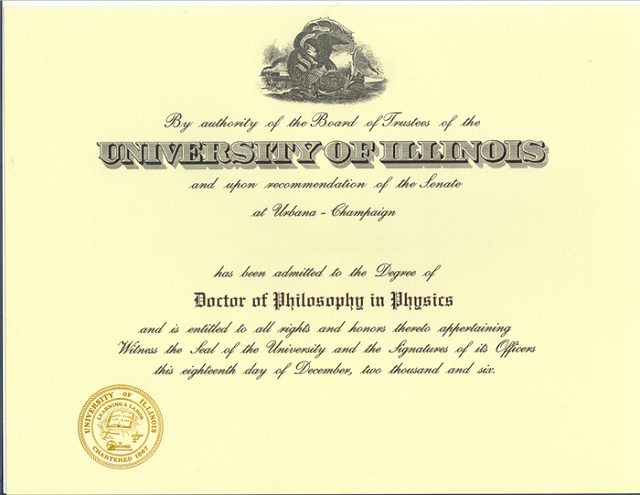 By authority of the Board of Trustees of the
UNIVERSITY OF ILLINOIS
and upon recommendation of the Senate
at Urbana - Champaign
has been admitted to the Degree of
Doctor of Philosophy in Physics
and is entitled to all rights and honors thereto appertaining
Witness the Seal of the University and the Signatures of its Officers
this eighteenth day of December, two thousand and six.
UNIVERSITY OF ILLINOIS
LEARNING & LABOR
CHARTERED 1867